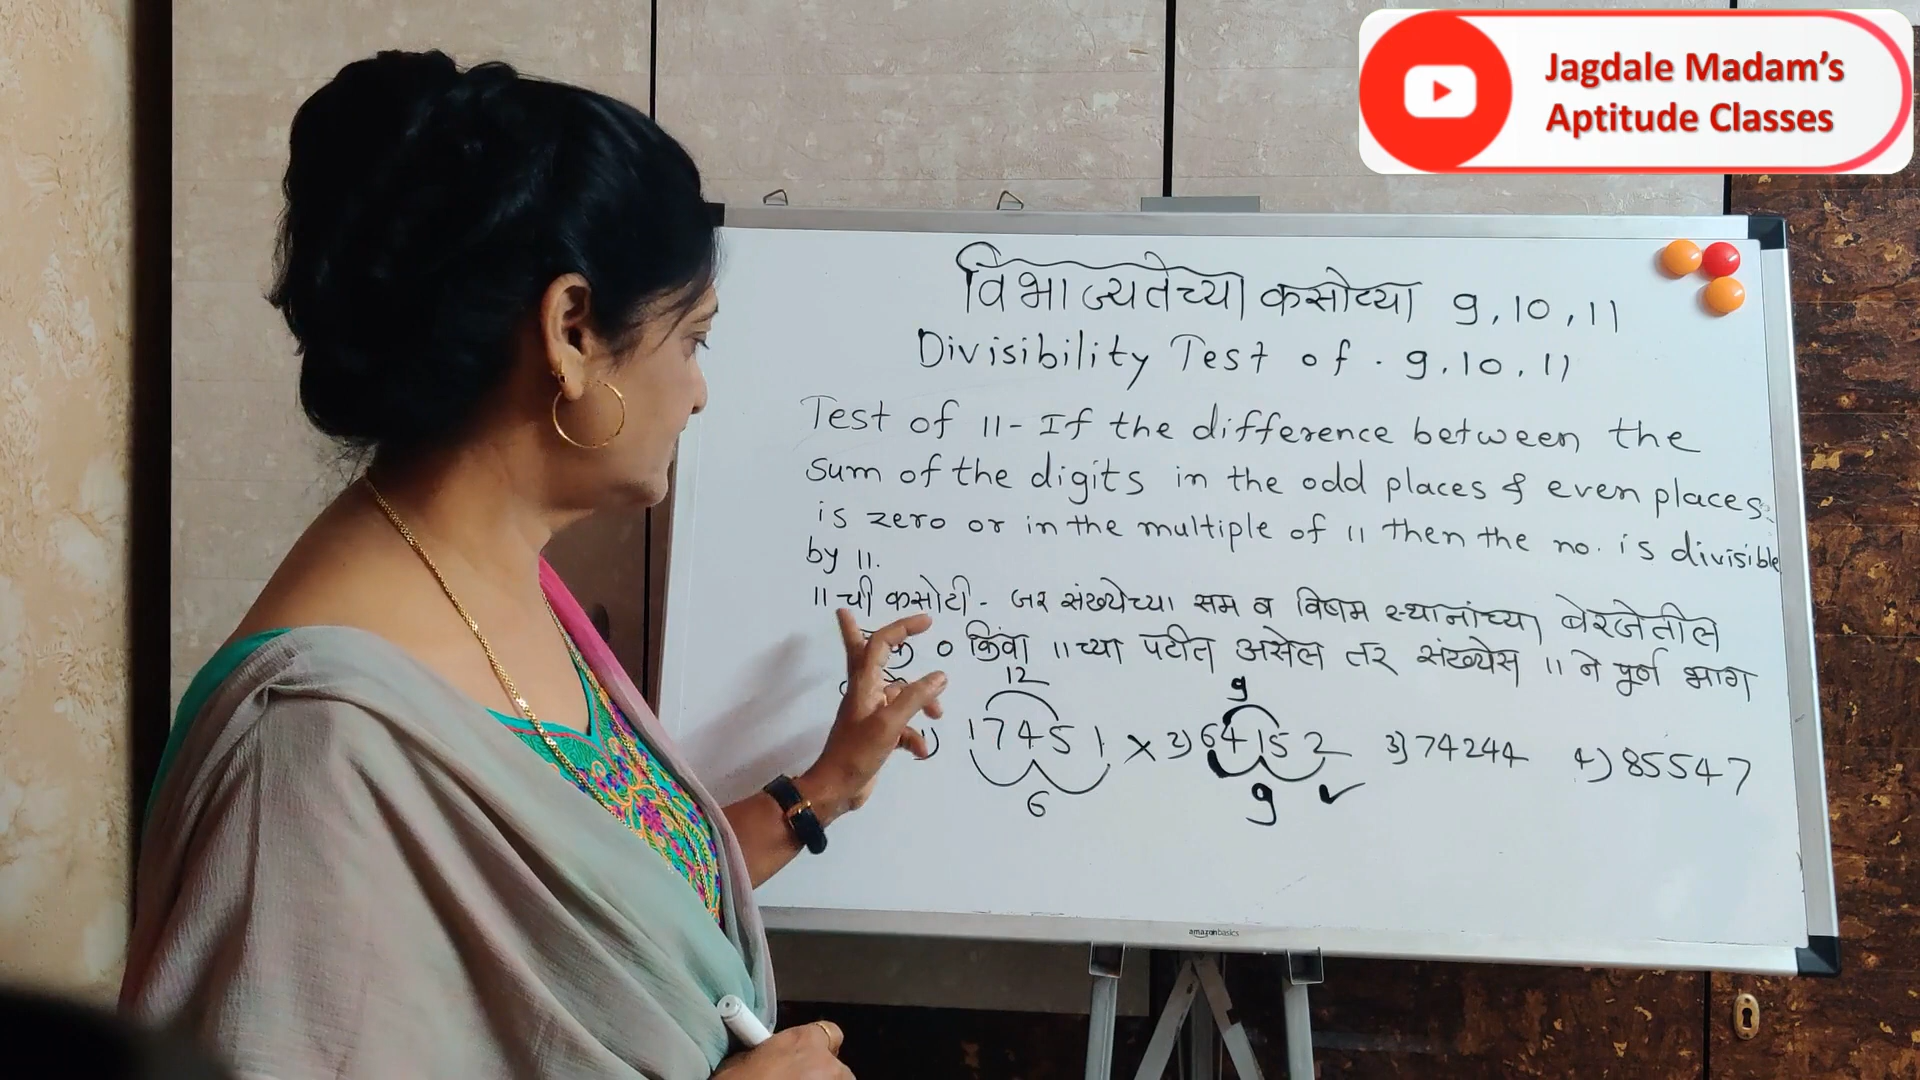 Jagdale Madam's
Aptitude Classes
विभाज्यतेच्या कसोट्या 9, 10, 11
Divisibility Test of . 9, 10, 11
Test of 11 - If the difference between the
sum of the digits in the odd places & even places
is zero or in the multiple of 11 then the no. is divisible
by 11.
11 ची कसोटी - जर संख्येच्या सम व विषम स्थानांच्या बेरजेतील
0 किंवा 11 च्या पटीत असेल तर संख्येस 11 ने पूर्ण भाग
12 9
1) 17451 × 2) 64152 3) 74244 4) 85547
6 9 ✓
amazonbasics